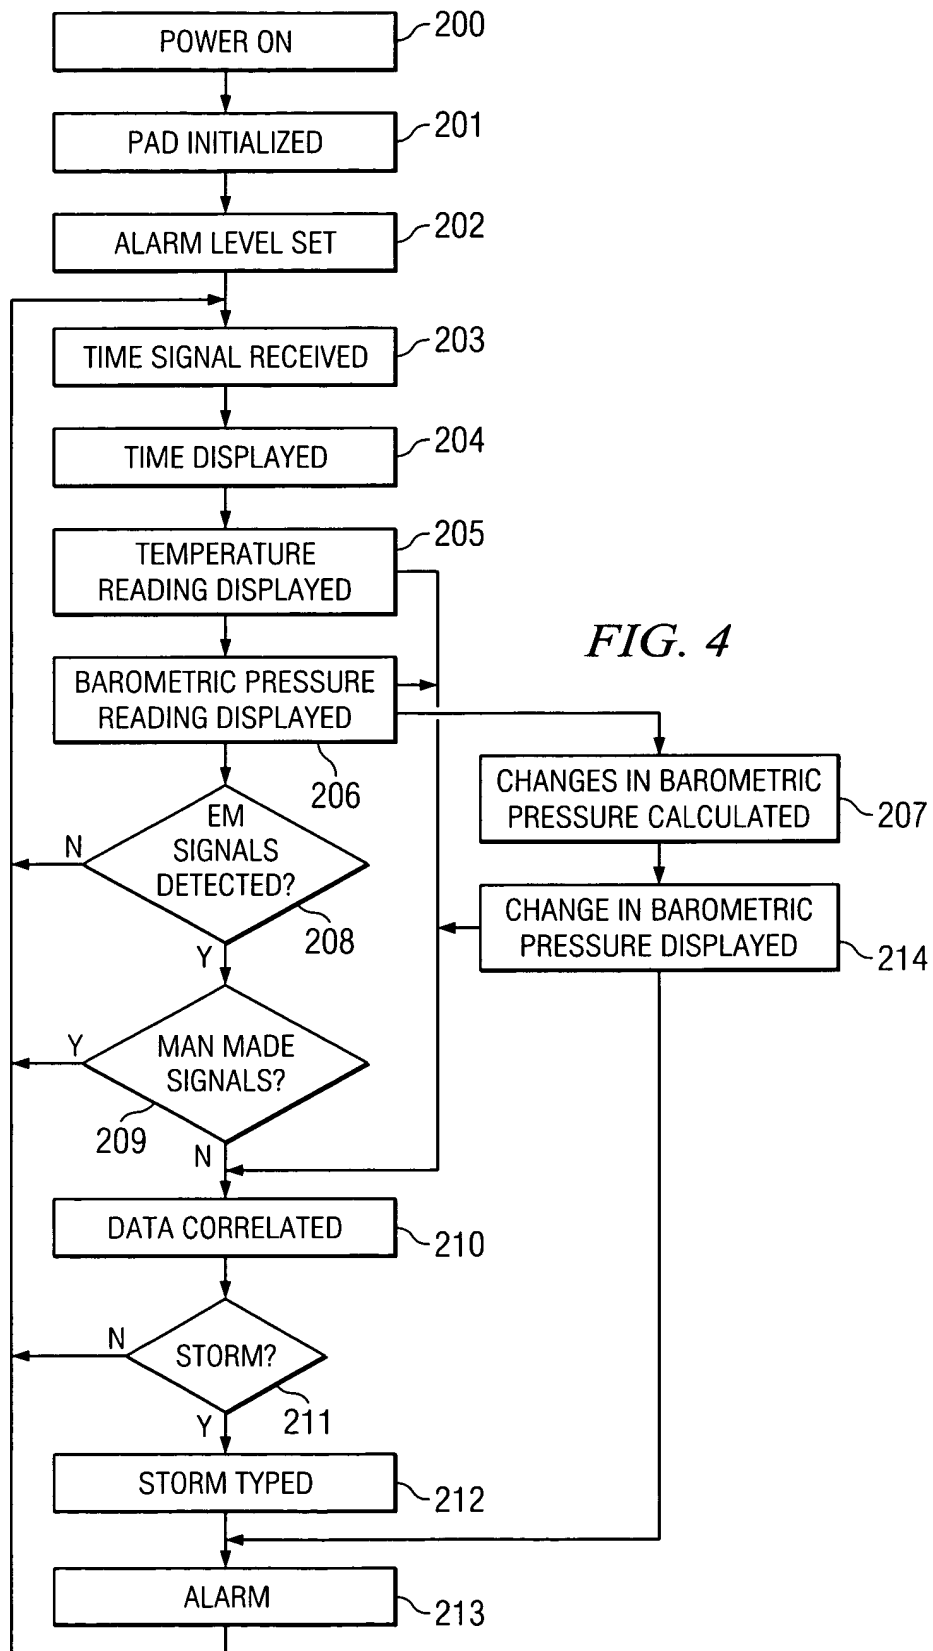 POWER ON
200
PAD INITIALIZED
201
ALARM LEVEL SET
202
TIME SIGNAL RECEIVED
203
TIME DISPLAYED
204
TEMPERATURE
READING DISPLAYED
205
FIG. 4
BAROMETRIC PRESSURE
READING DISPLAYED
206
CHANGES IN BAROMETRIC
PRESSURE CALCULATED
207
EM
SIGNALS
DETECTED?
N
208
Y
CHANGE IN BAROMETRIC
PRESSURE DISPLAYED
214
MAN MADE
SIGNALS?
Y
209
N
DATA CORRELATED
210
STORM?
N
211
Y
STORM TYPED
212
ALARM
213